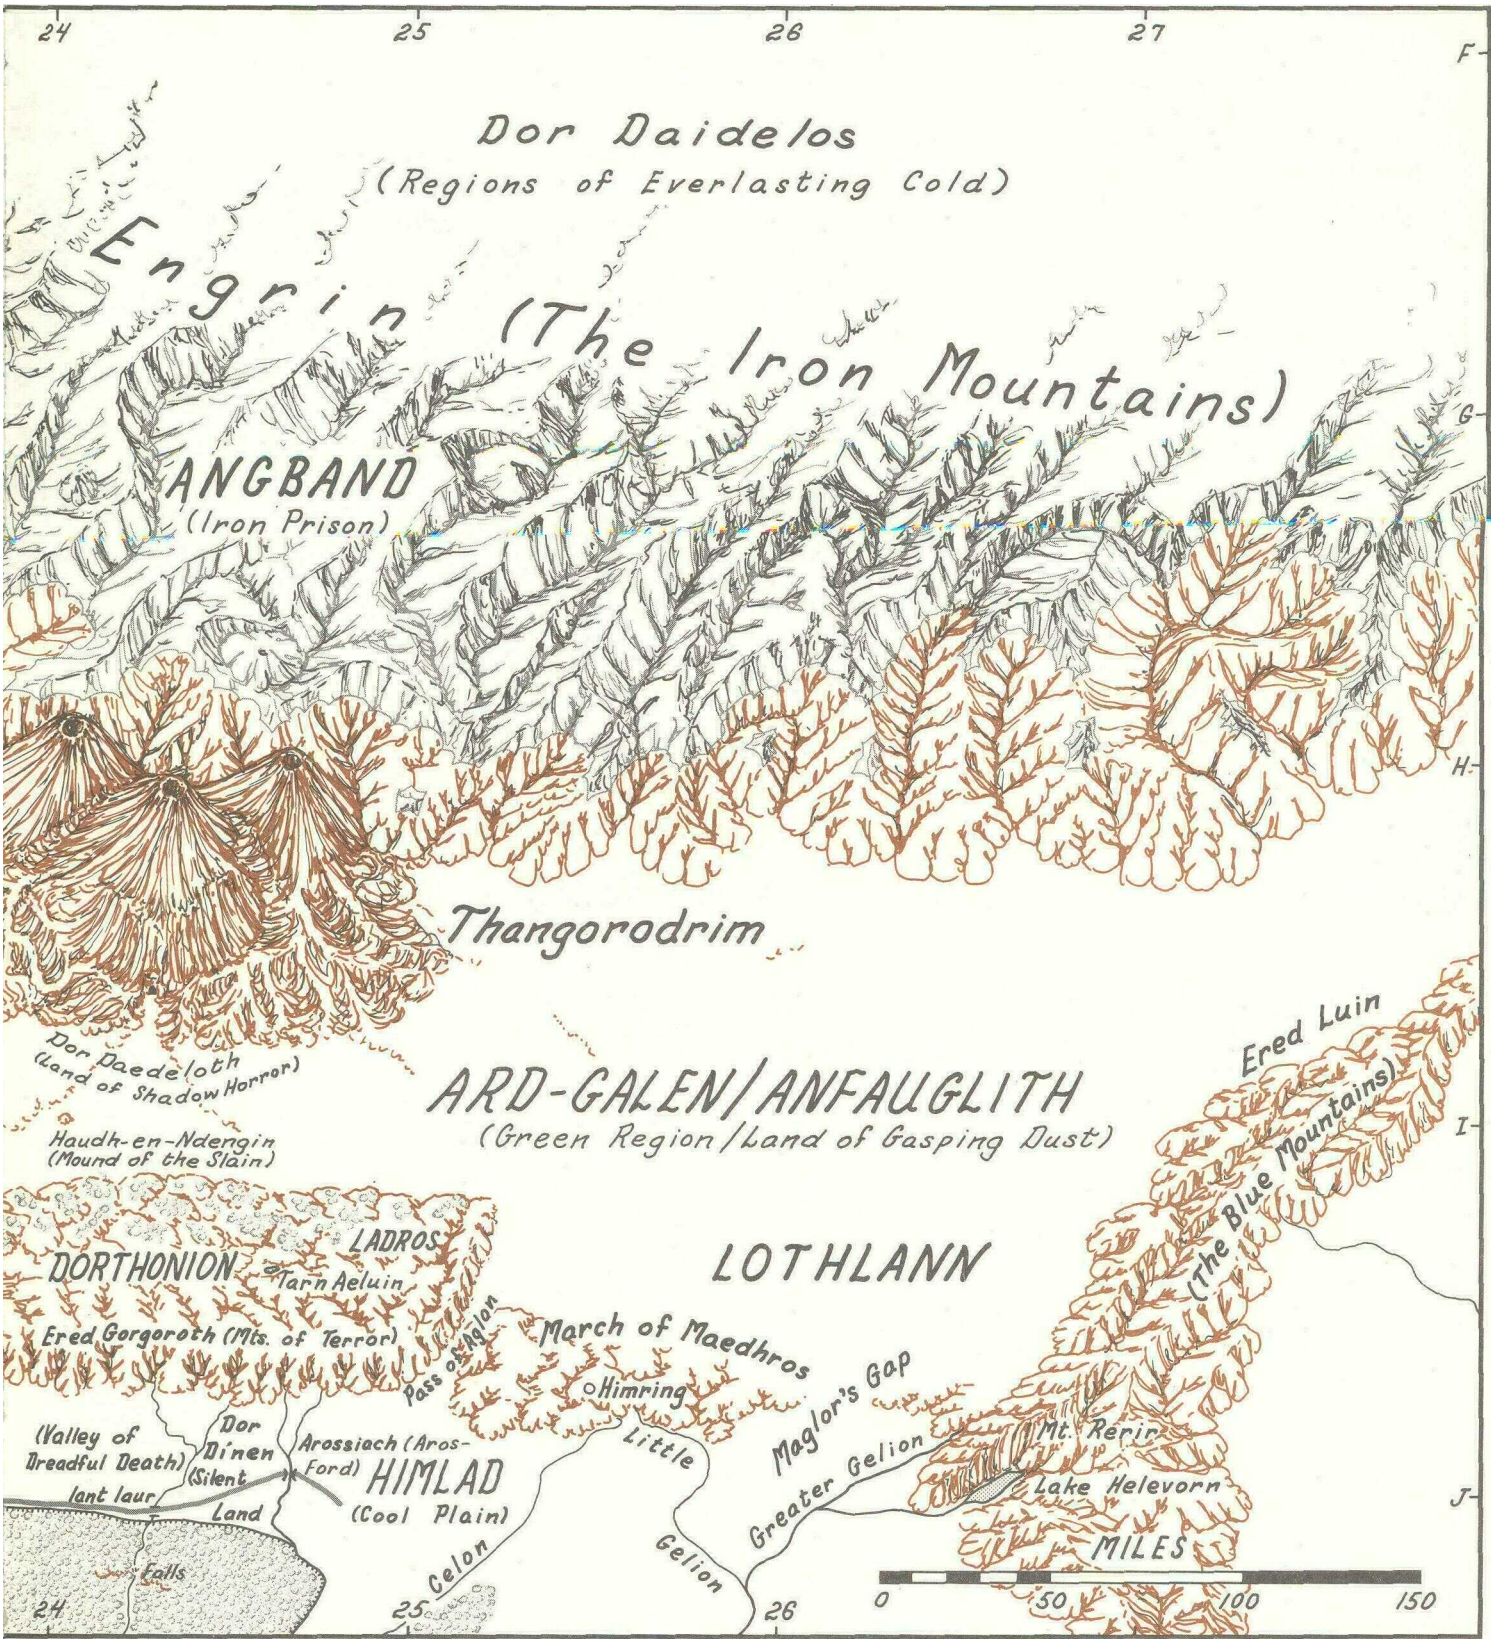 24 25 26 27
F
Dor Daidelos
(Regions of Everlasting Cold)
Engrin (The Iron Mountains)
G
ANGBAND
(Iron Prison)
H
Thangorodrim
Ered Luin
(The Blue Mountains)
Dor Daedeloth
(Land of Shadow Horror)
ARD-GALEN/ANFAUGLITH
(Green Region/Land of Gasping Dust)
I
Haudh-en-Ndengin
(Mound of the Slain)
LADROS
DORTHONION
Tarn Aeluin
LOTHLANN
Ered Gorgoroth (Mts. of Terror)
Pass of Aglon
March of Maedhros
Himring
Maglor's Gap
(Valley of
Dreadful Death)
Dor
Dínen
(Silent
Land
Arossiach (Aros-
Ford)
HIMLAD
(Cool Plain)
Little
Gelion
Greater Gelion
Mt. Rerir
Lake Helevorn
J
Iant Iaur
Celon
Falls
MILES
0 50 100 150
24 25 26